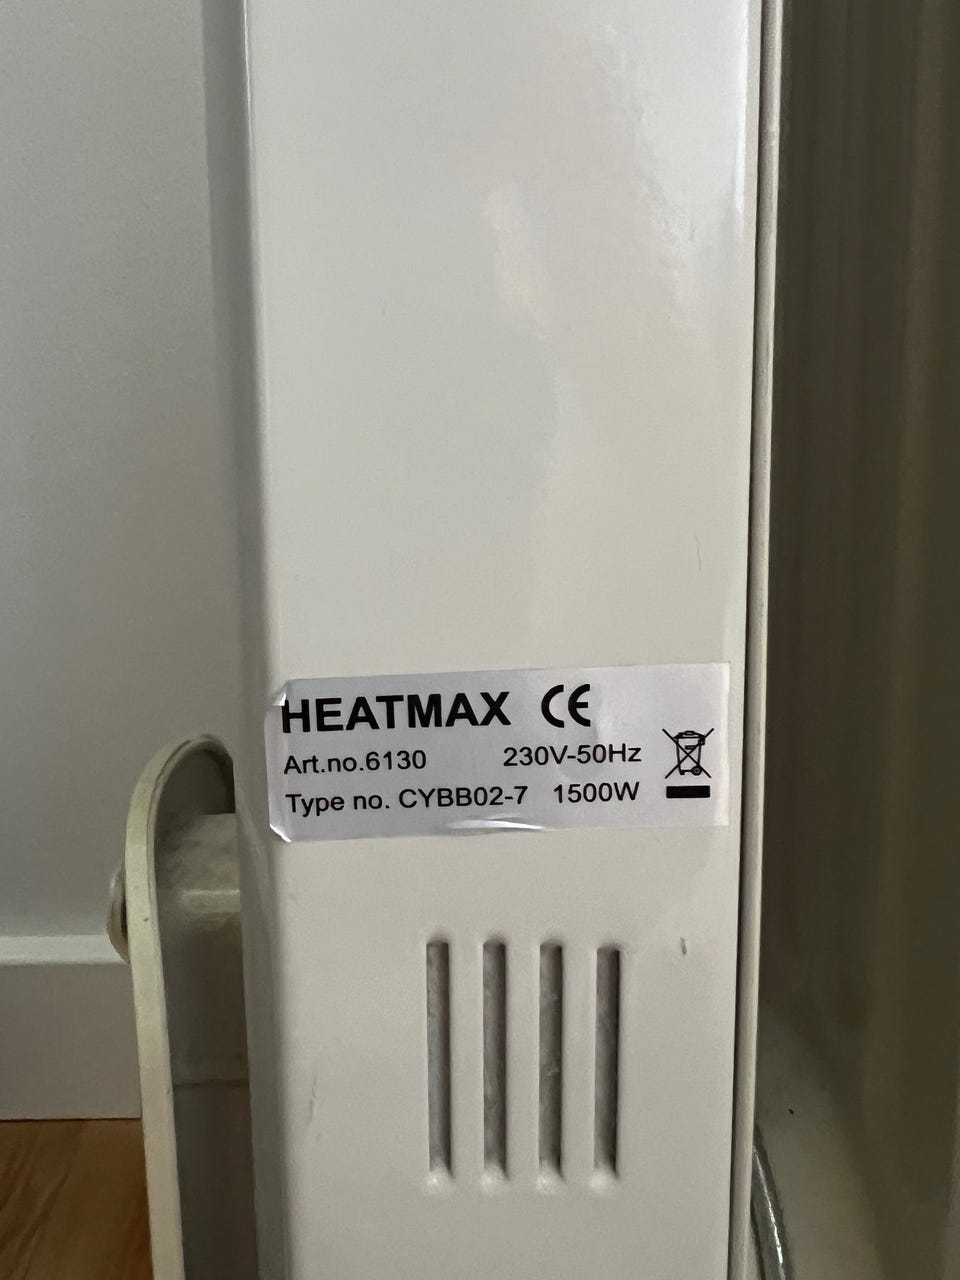 HEATMAX CE
Art.no.6130 230V-50Hz
Type no. CYBB02-7 1500W